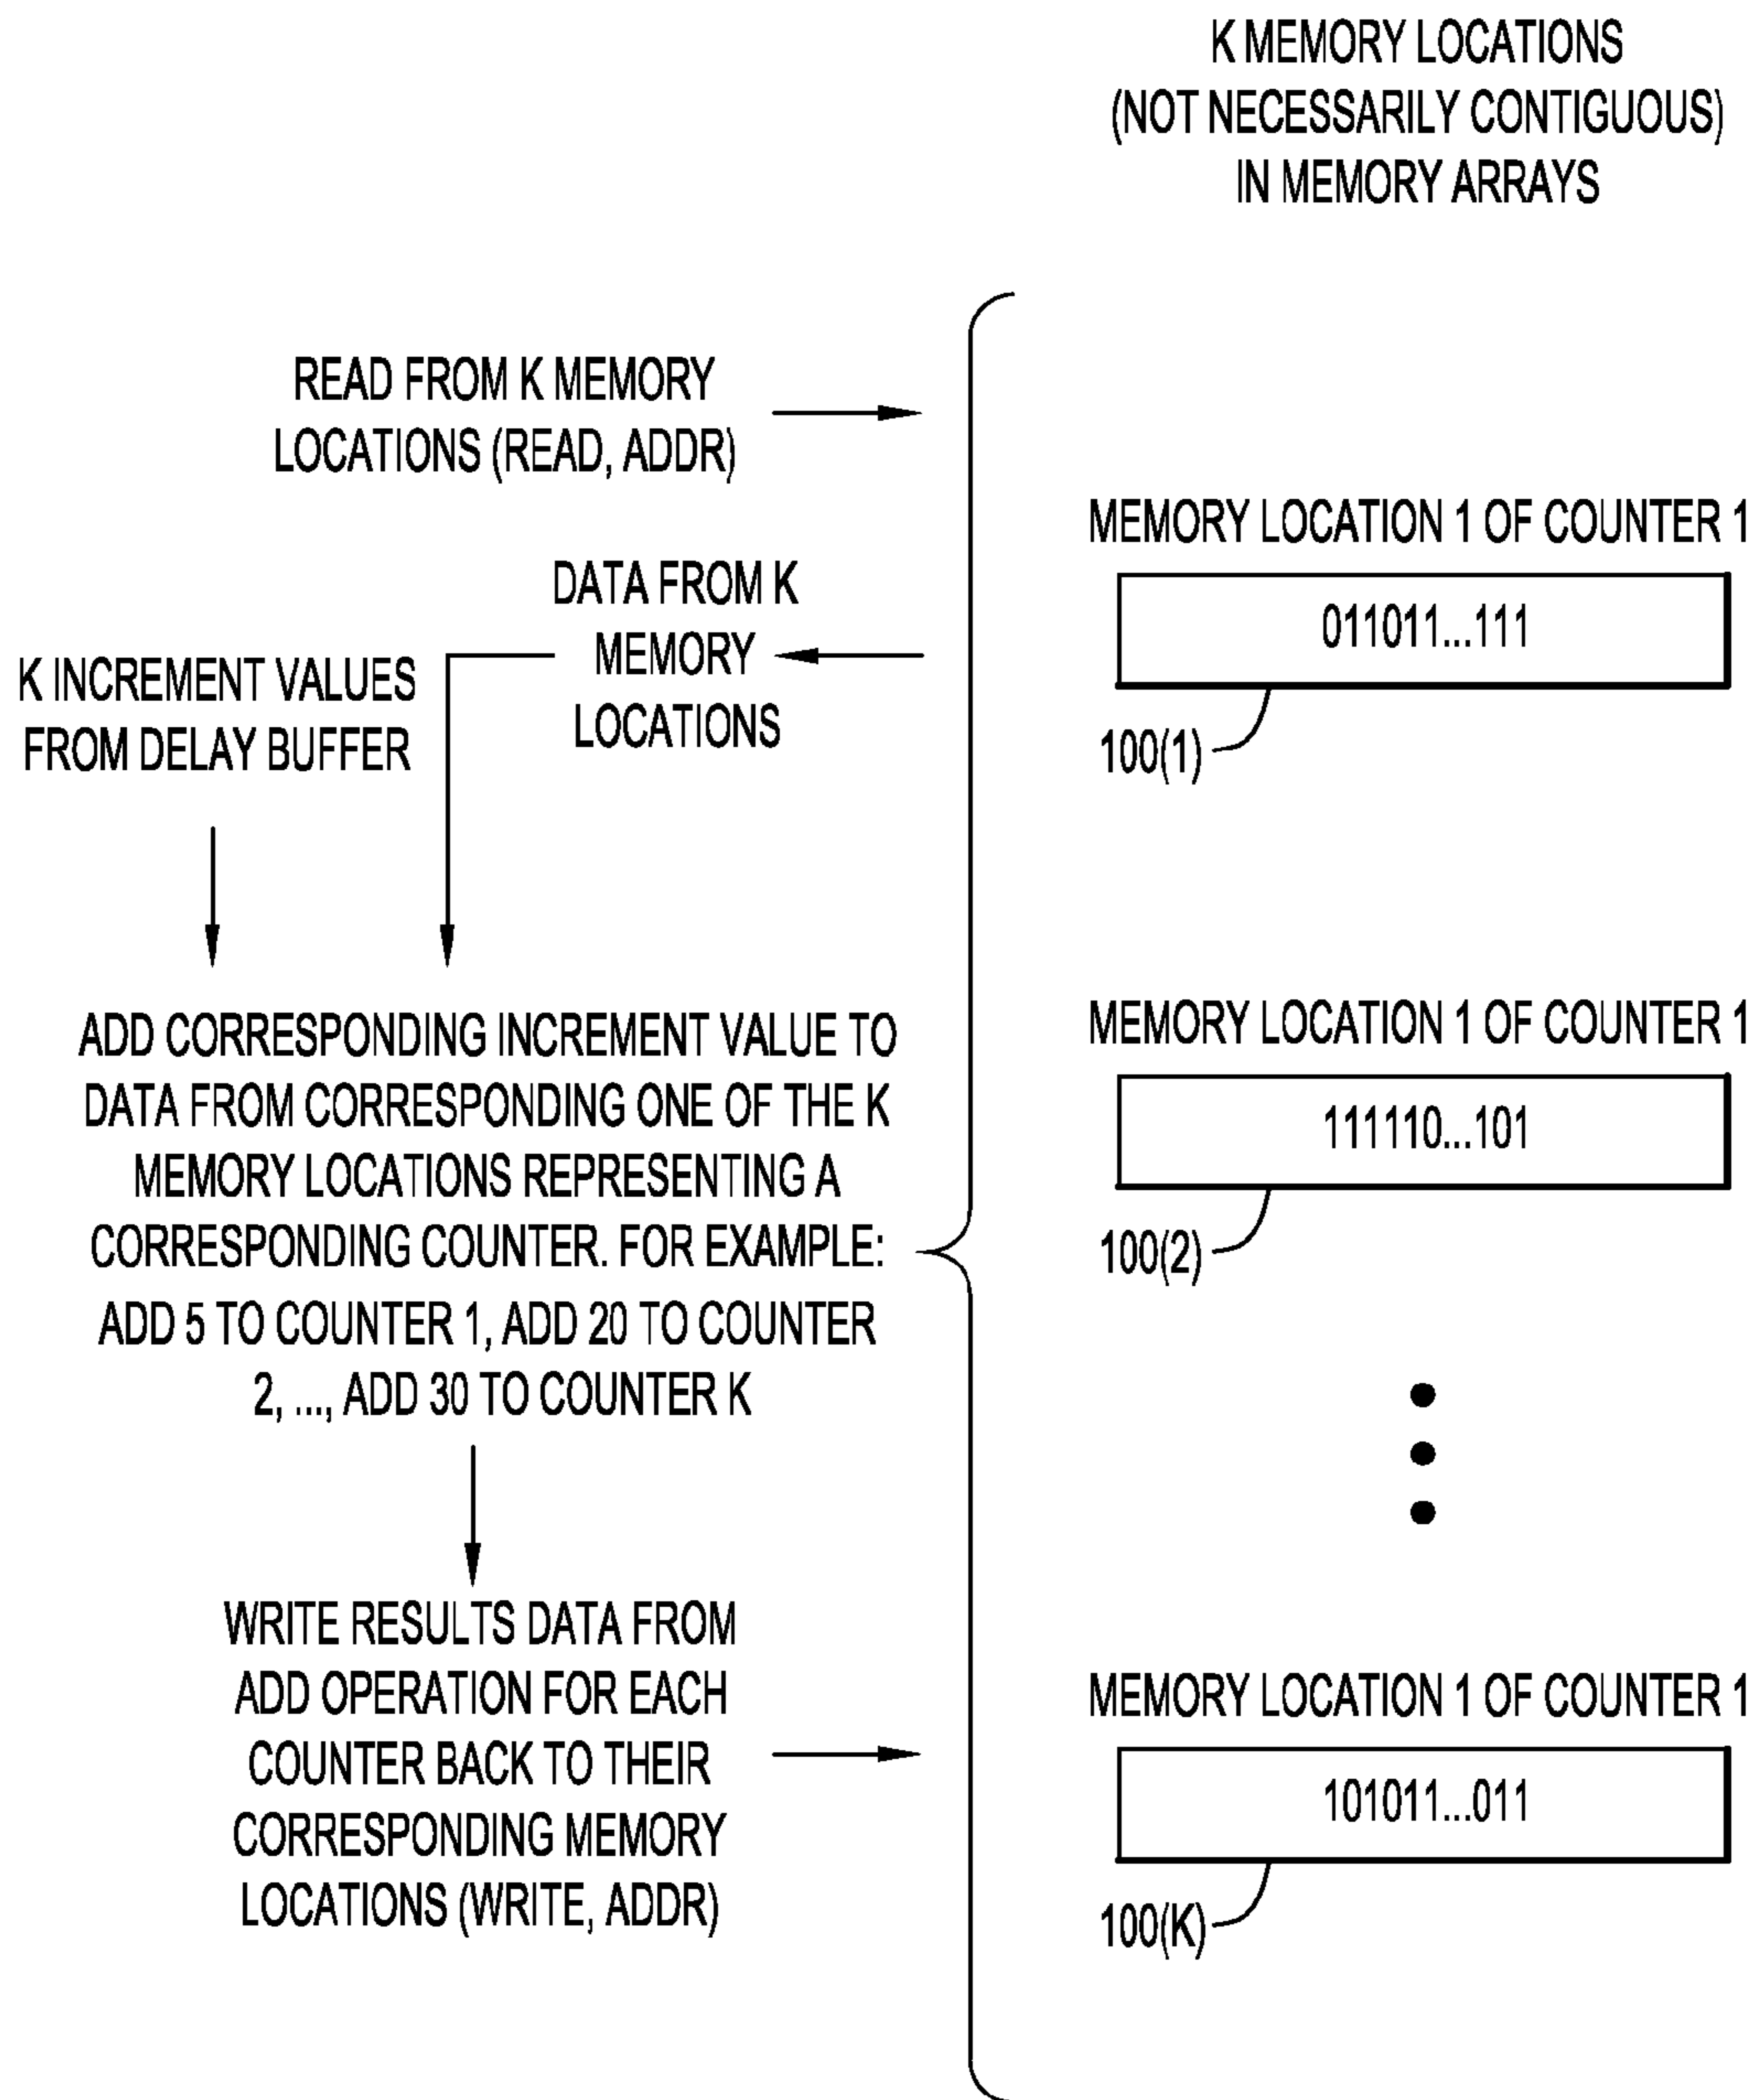 K MEMORY LOCATIONS
(NOT NECESSARILY CONTIGUOUS)
IN MEMORY ARRAYS
READ FROM K MEMORY
LOCATIONS (READ, ADDR)
DATA FROM K
MEMORY
LOCATIONS
K INCREMENT VALUES
FROM DELAY BUFFER
ADD CORRESPONDING INCREMENT VALUE TO
DATA FROM CORRESPONDING ONE OF THE K
MEMORY LOCATIONS REPRESENTING A
CORRESPONDING COUNTER. FOR EXAMPLE:
ADD 5 TO COUNTER 1, ADD 20 TO COUNTER
2, ..., ADD 30 TO COUNTER K
WRITE RESULTS DATA FROM
ADD OPERATION FOR EACH
COUNTER BACK TO THEIR
CORRESPONDING MEMORY
LOCATIONS (WRITE, ADDR)
MEMORY LOCATION 1 OF COUNTER 1
011011...111
100(1)
MEMORY LOCATION 1 OF COUNTER 1
111110...101
100(2)
MEMORY LOCATION 1 OF COUNTER 1
101011...011
100(K)